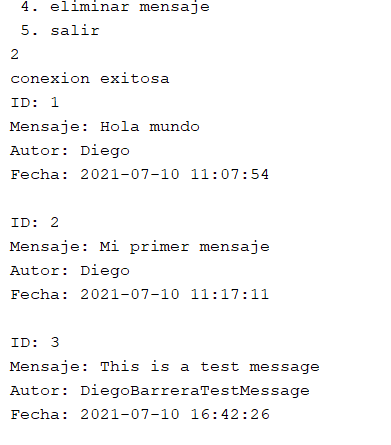 4. eliminar mensaje
5. salir
2
conexion exitosa
ID: 1
Mensaje: Hola mundo
Autor: Diego
Fecha: 2021-07-10 11:07:54
ID: 2
Mensaje: Mi primer mensaje
Autor: Diego
Fecha: 2021-07-10 11:17:11
ID: 3
Mensaje: This is a test message
Autor: DiegoBarreraTestMessage
Fecha: 2021-07-10 16:42:26